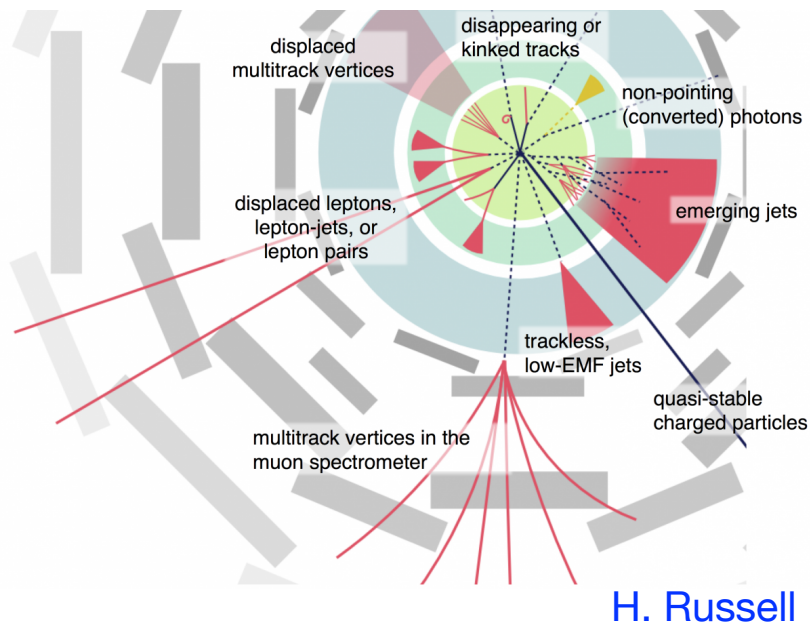 disappearing or
kinked tracks
displaced
multitrack vertices
non-pointing
(converted) photons
displaced leptons,
lepton-jets, or
lepton pairs
emerging jets
trackless,
low-EMF jets
quasi-stable
charged particles
multitrack vertices in the
muon spectrometer
H. Russell